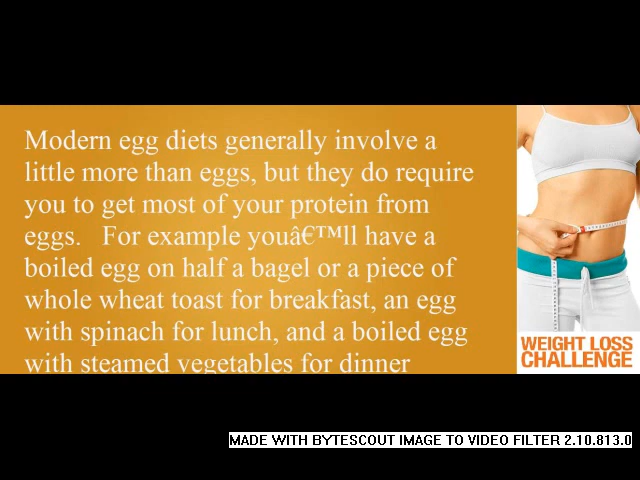 Modern egg diets generally involve a
little more than eggs, but they do require
you to get most of your protein from
eggs.   For example youâ€™ll have a
boiled egg on half a bagel or a piece of
whole wheat toast for breakfast, an egg
with spinach for lunch, and a boiled egg
with steamed vegetables for dinner
WEIGHT LOSS
CHALLENGE
MADE WITH BYTESCOUT IMAGE TO VIDEO FILTER 2.10.813.0